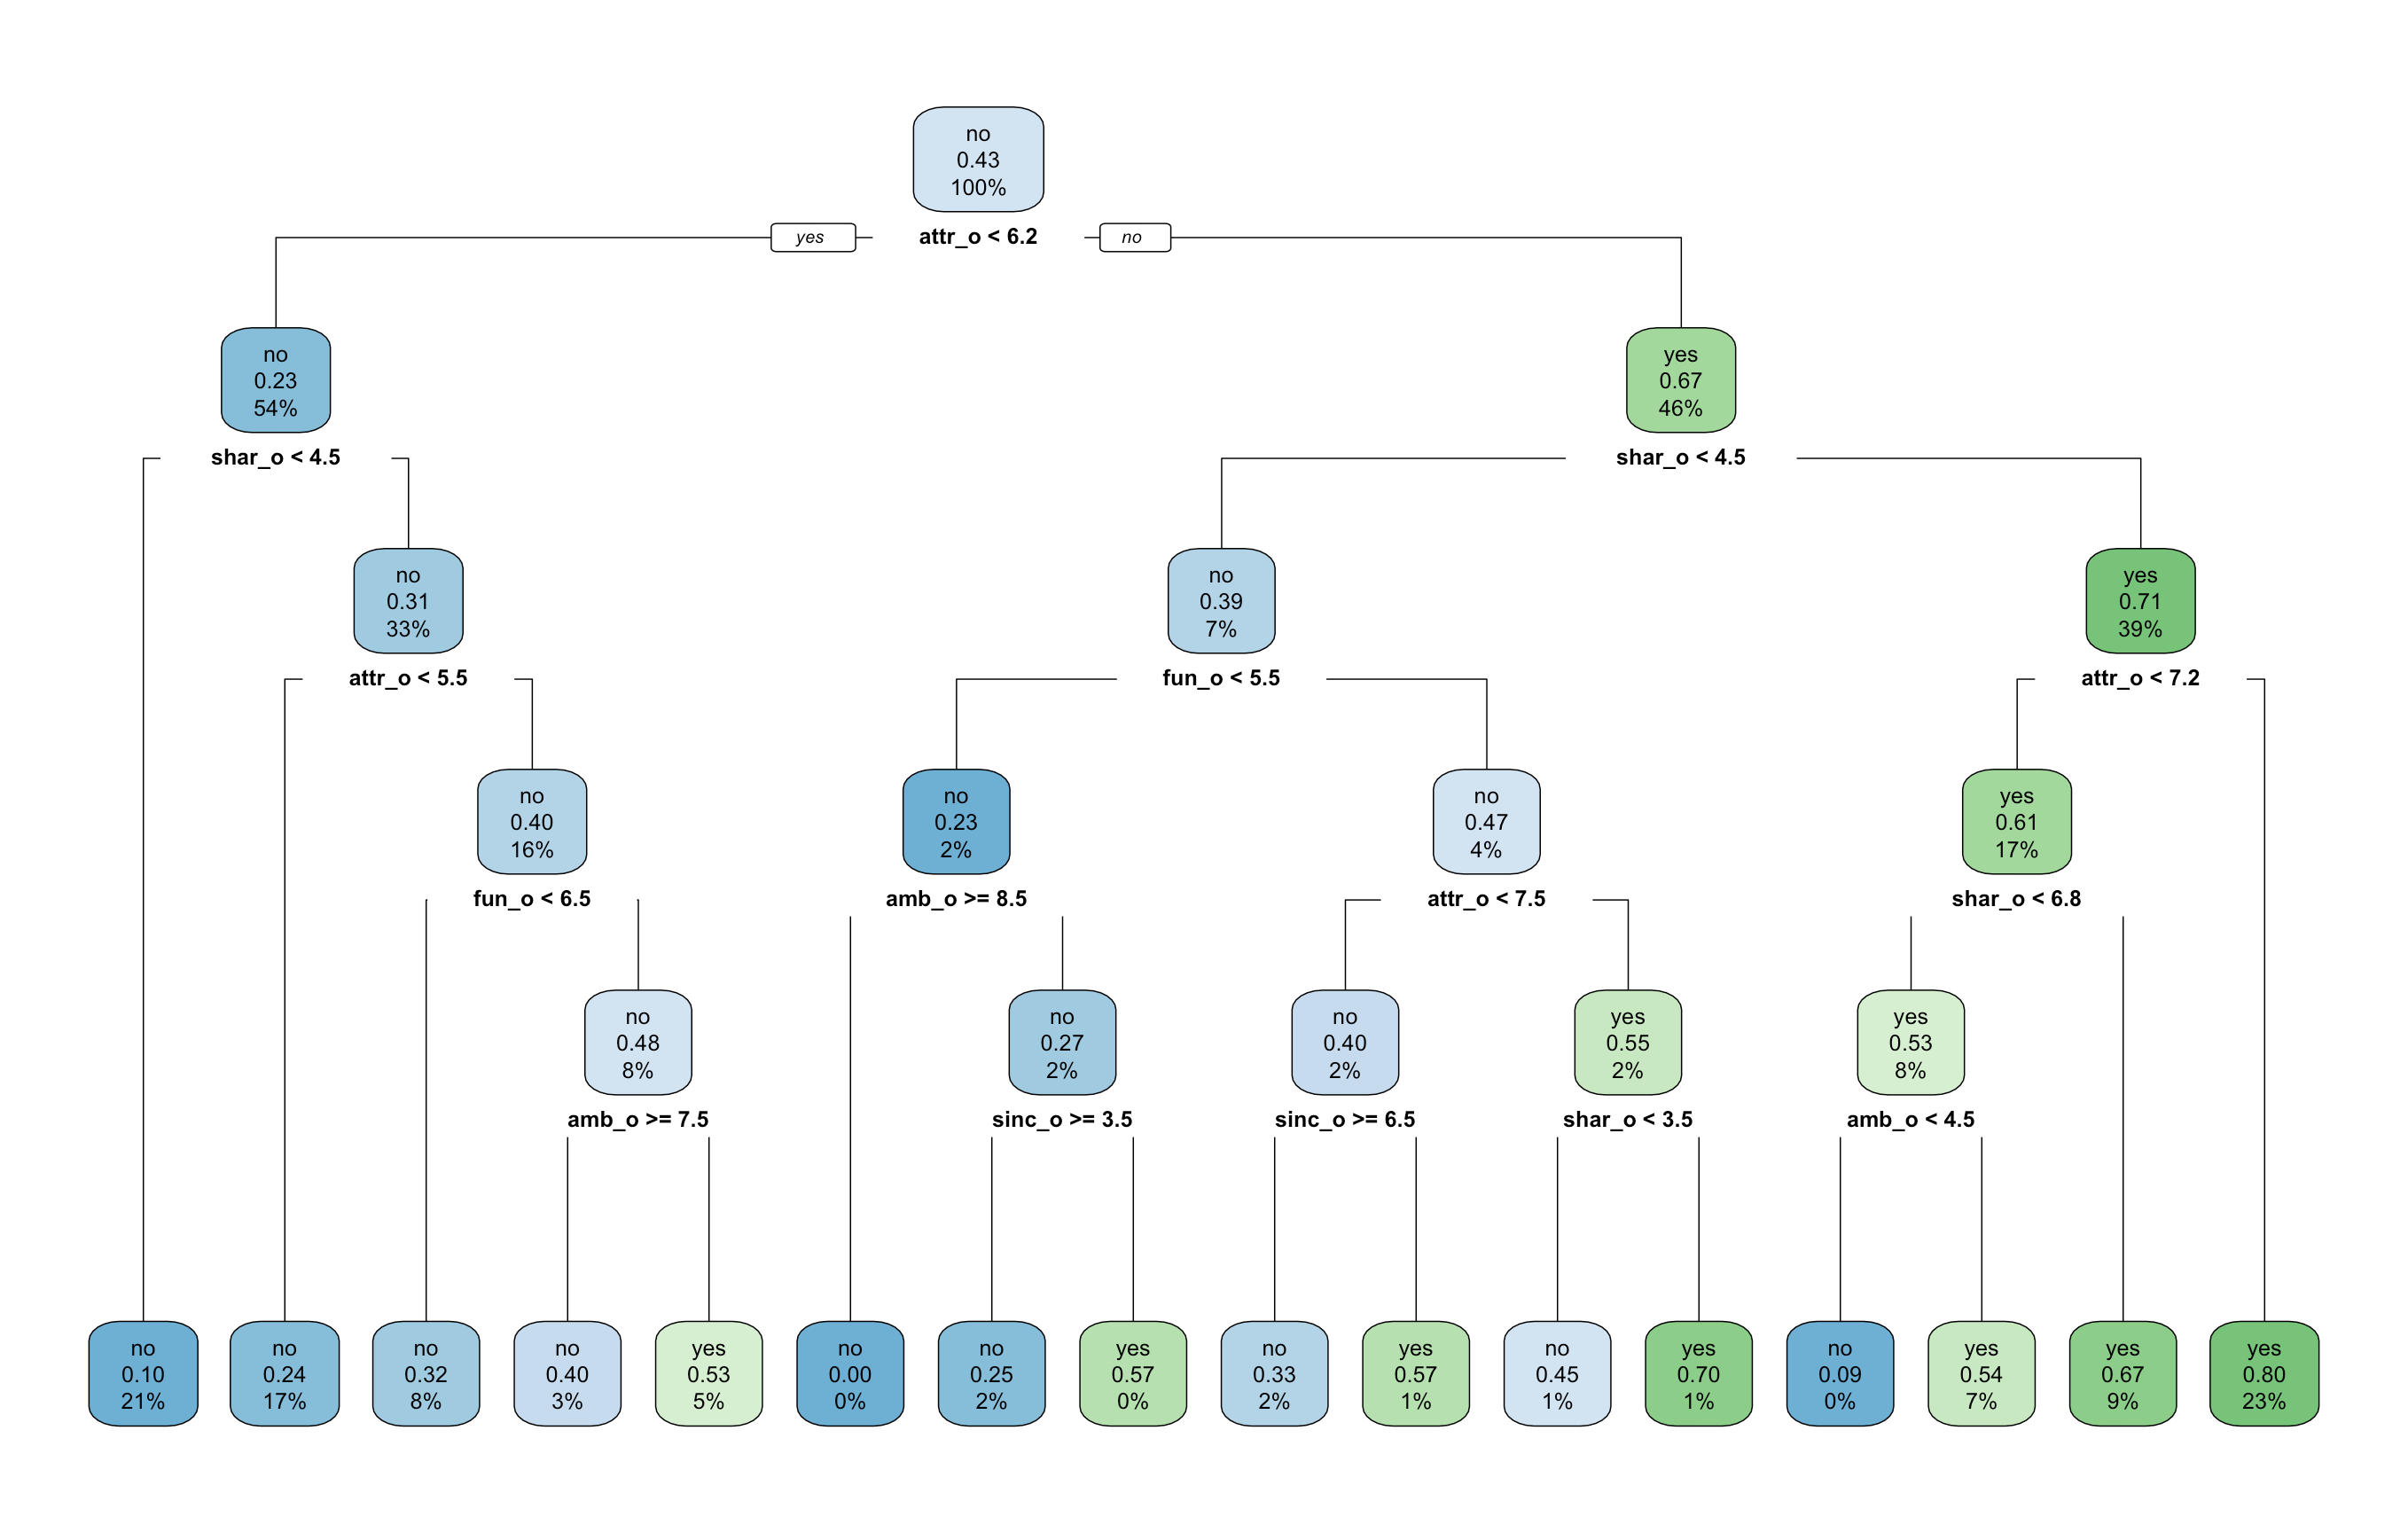 no
0.43
100%
yes
attr_o < 6.2
no
no
0.23
54%
yes
0.67
46%
shar_o < 4.5
shar_o < 4.5
no
0.31
33%
no
0.39
7%
yes
0.71
39%
attr_o < 5.5
fun_o < 5.5
attr_o < 7.2
no
0.40
16%
no
0.23
2%
no
0.47
4%
yes
0.61
17%
fun_o < 6.5
amb_o >= 8.5
attr_o < 7.5
shar_o < 6.8
no
0.48
8%
no
0.27
2%
no
0.40
2%
yes
0.55
2%
yes
0.53
8%
amb_o >= 7.5
sinc_o >= 3.5
sinc_o >= 6.5
shar_o < 3.5
amb_o < 4.5
no
0.10
21%
no
0.24
17%
no
0.32
8%
no
0.40
3%
yes
0.53
5%
no
0.00
0%
no
0.25
2%
yes
0.57
0%
no
0.33
2%
yes
0.57
1%
no
0.45
1%
yes
0.70
1%
no
0.09
0%
yes
0.54
7%
yes
0.67
9%
yes
0.80
23%